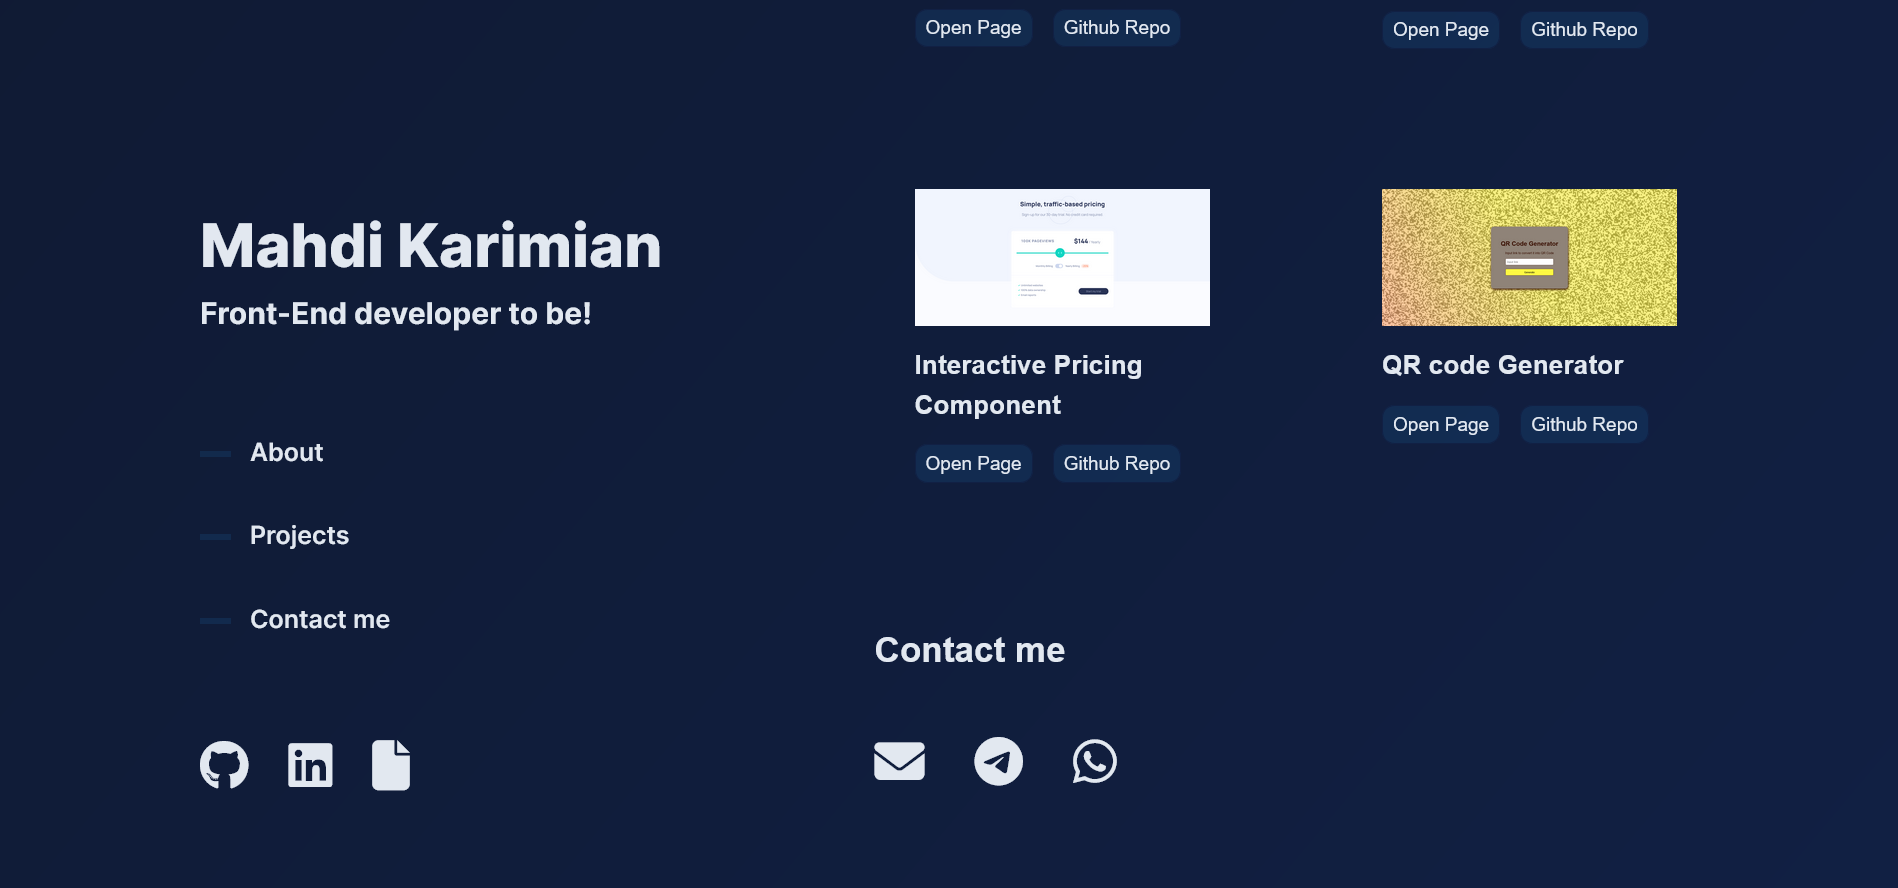 Open Page
Github Repo
Open Page
Github Repo
Mahdi Karimian
Front-End developer to be!
About
Projects
Contact me
in
Simple, traffic-based pricing
$144
Interactive Pricing
Component
Open Page
Github Repo
QR Code Generator
QR code Generator
Open Page
Github Repo
Contact me